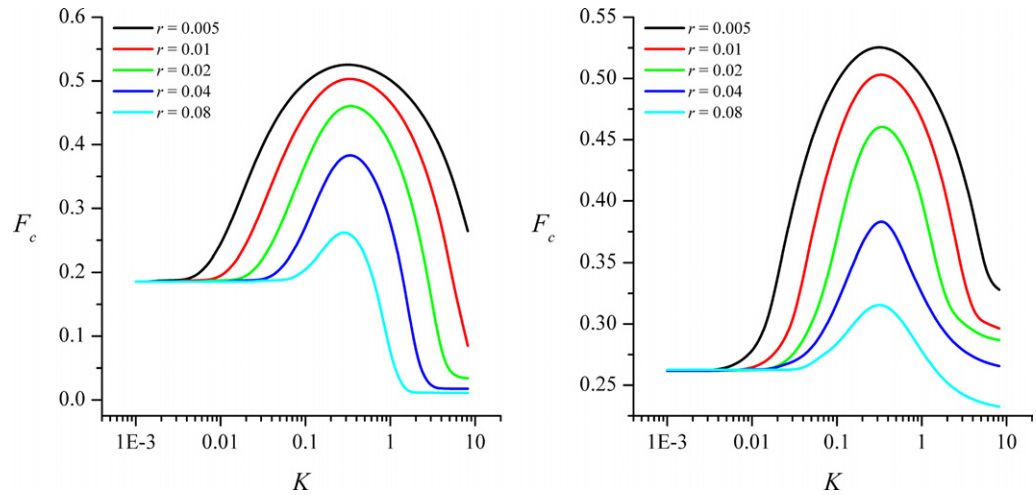 0.6
0.5
0.4
0.3
0.2
0.1
0.0
F_c
r = 0.005
r = 0.01
r = 0.02
r = 0.04
r = 0.08
1E-3 0.01 0.1 1 10
K
0.55
0.50
0.45
0.40
0.35
0.30
0.25
F_c
r = 0.005
r = 0.01
r = 0.02
r = 0.04
r = 0.08
1E-3 0.01 0.1 1 10
K